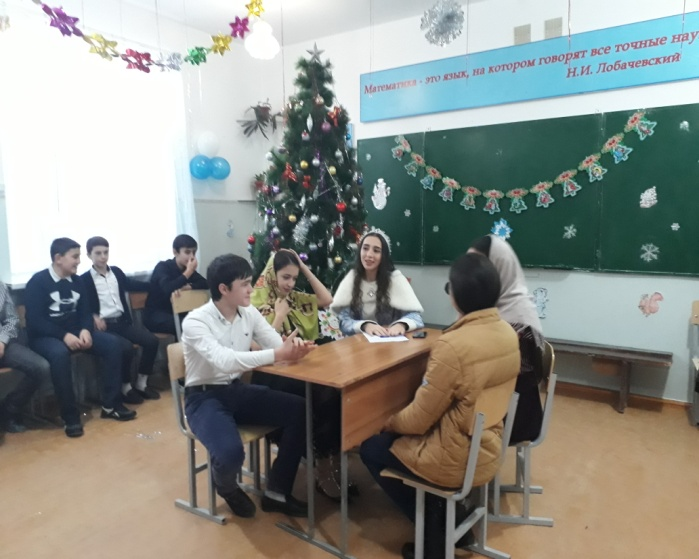 Математика - это язык, на котором говорят все точные нау
Н.И. Лобачевский